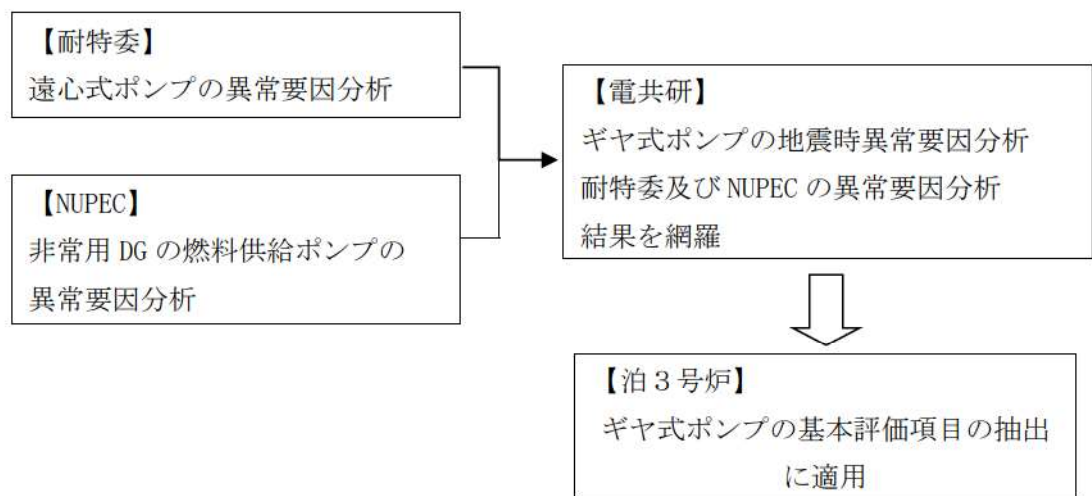 【耐特委】
遠心式ポンプの異常要因分析
【NUPEC】
非常用 DG の燃料供給ポンプの
異常要因分析
【電共研】
ギヤ式ポンプの地震時異常要因分析
耐特委及び NUPEC の異常要因分析
結果を網羅
【泊３号炉】
ギヤ式ポンプの基本評価項目の抽出
に適用